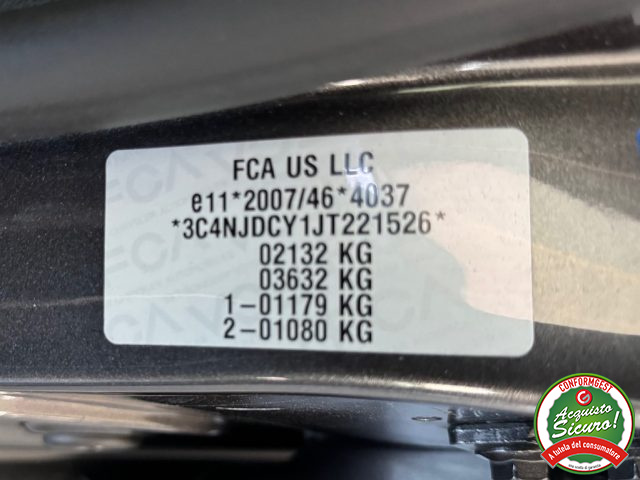 FCA US LLC
e11*2007/46*4037
*3C4NJDCY1JT221526*
02132 KG
03632 KG
1-01179 KG
2-01080 KG
CONFORMGEST
Acquisto
Sicuro!
A tutela del consumatore